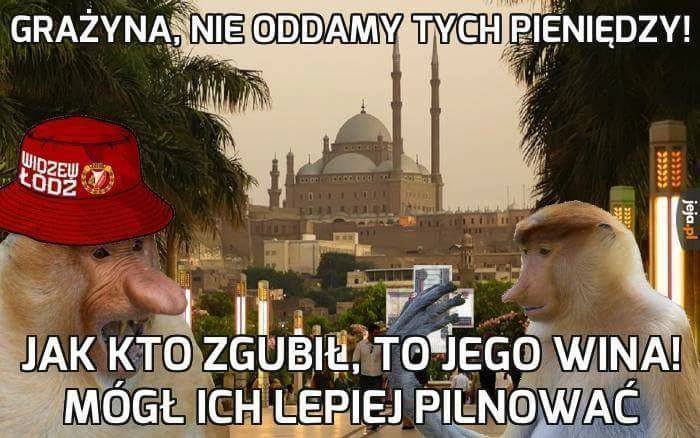 GRAŻYNA, NIE ODDAMY TYCH PIENIĘDZY!
WIDZEW
ŁÓDŹ
jeja.pl
JAK KTO ZGUBIŁ, TO JEGO WINA!
MÓGŁ ICH LEPIEJ PILNOWAĆ